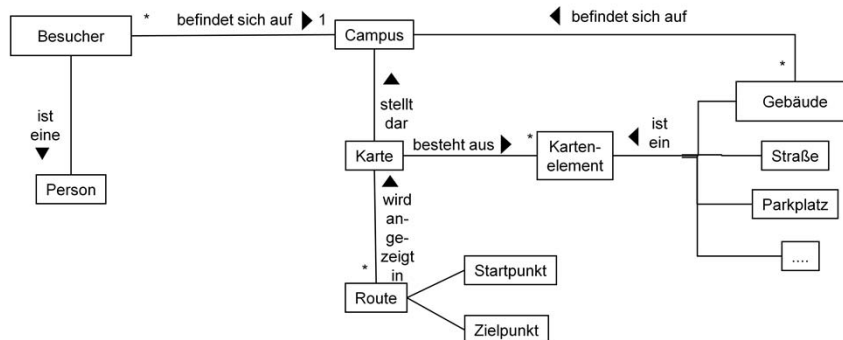 * befindet sich auf 1
befindet sich auf
Besucher
Campus
*
Gebäude
ist
eine
stellt
dar
besteht aus
*
Karten-
element
ist
ein
Karte
Straße
Person
wird
an-
ge-
zeigt
in
Parkplatz
*
Route
Startpunkt
Zielpunkt
....